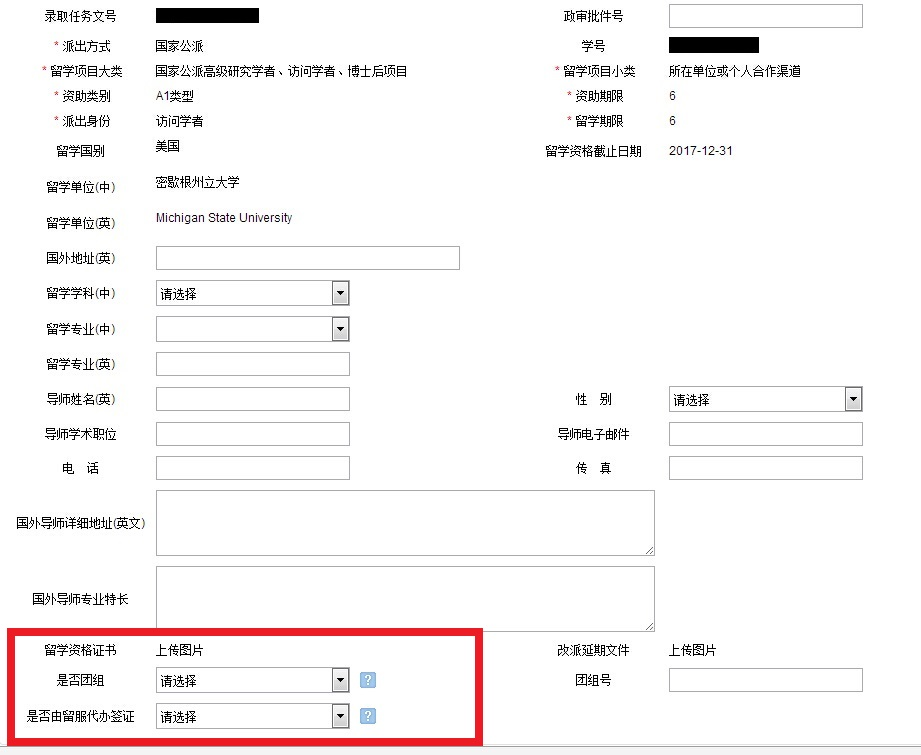 录取任务文号 政审批件号
* 派出方式 国家公派 学号
* 留学项目大类 国家公派高级研究学者、访问学者、博士后项目 * 留学项目小类 所在单位或个人合作渠道
* 资助类别 A1类型 * 资助期限 6
* 派出身份 访问学者 * 留学期限 6
留学国别 美国 留学资格截止日期 2017-12-31
留学单位(中) 密歇根州立大学
留学单位(英) Michigan State University
国外地址(英)
留学学科(中) 请选择
留学专业(中)
留学专业(英)
导师姓名(英) 性 别 请选择
导师学术职位 导师电子邮件
电 话 传 真
国外导师详细地址(英文)
国外导师专业特长
留学资格证书 上传图片 改派延期文件 上传图片
是否团组 请选择 ? 团组号
是否由留服代办签证 请选择 ?